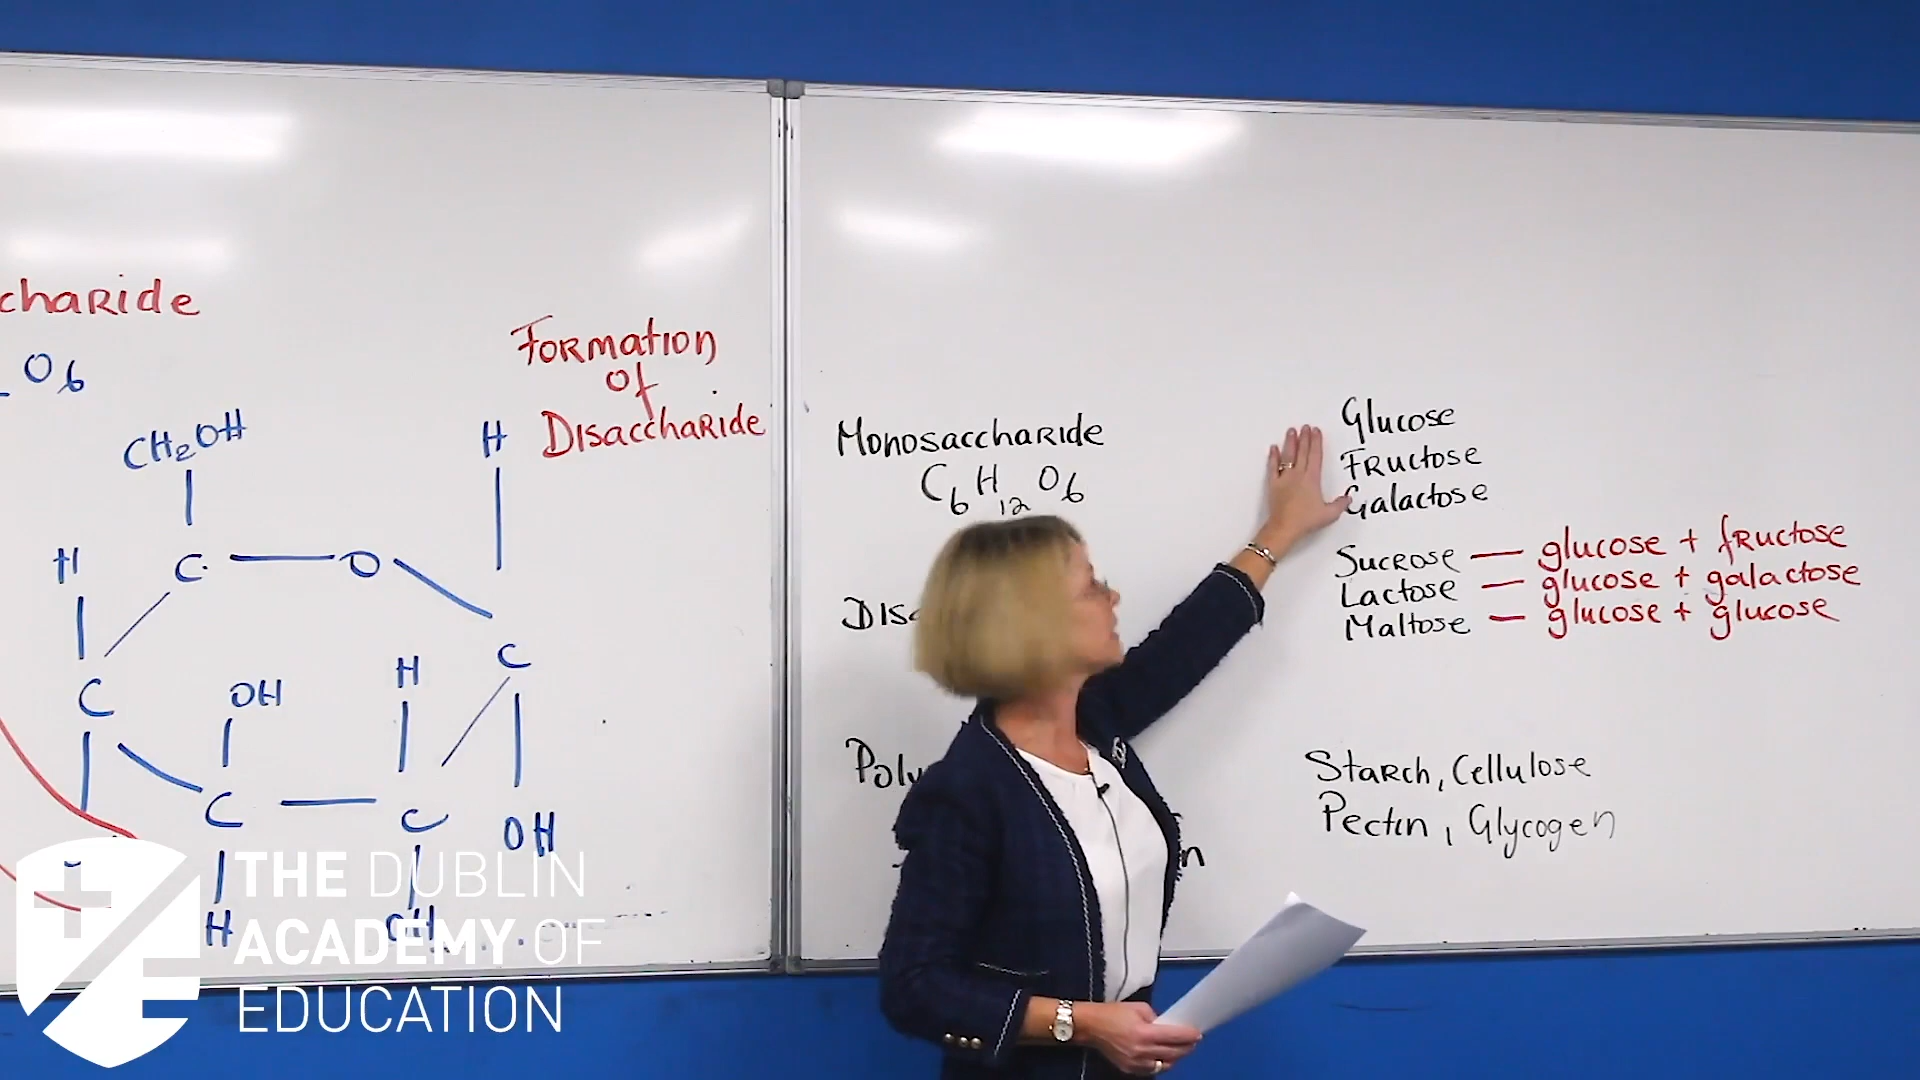 charide
O6
CH2OH
H
C
O
H
C
H
C
OH
H
C
C
OH
H
OH
Formation
Of
Disaccharide
Monosaccharide
C6H12O6
Glucose
Fructose
Galactose
Sucrose — glucose + fructose
Lactose — glucose + galactose
Maltose — glucose + glucose
Starch, Cellulose
Pectin, Glycogen
THE DUBLIN
ACADEMY OF
EDUCATION